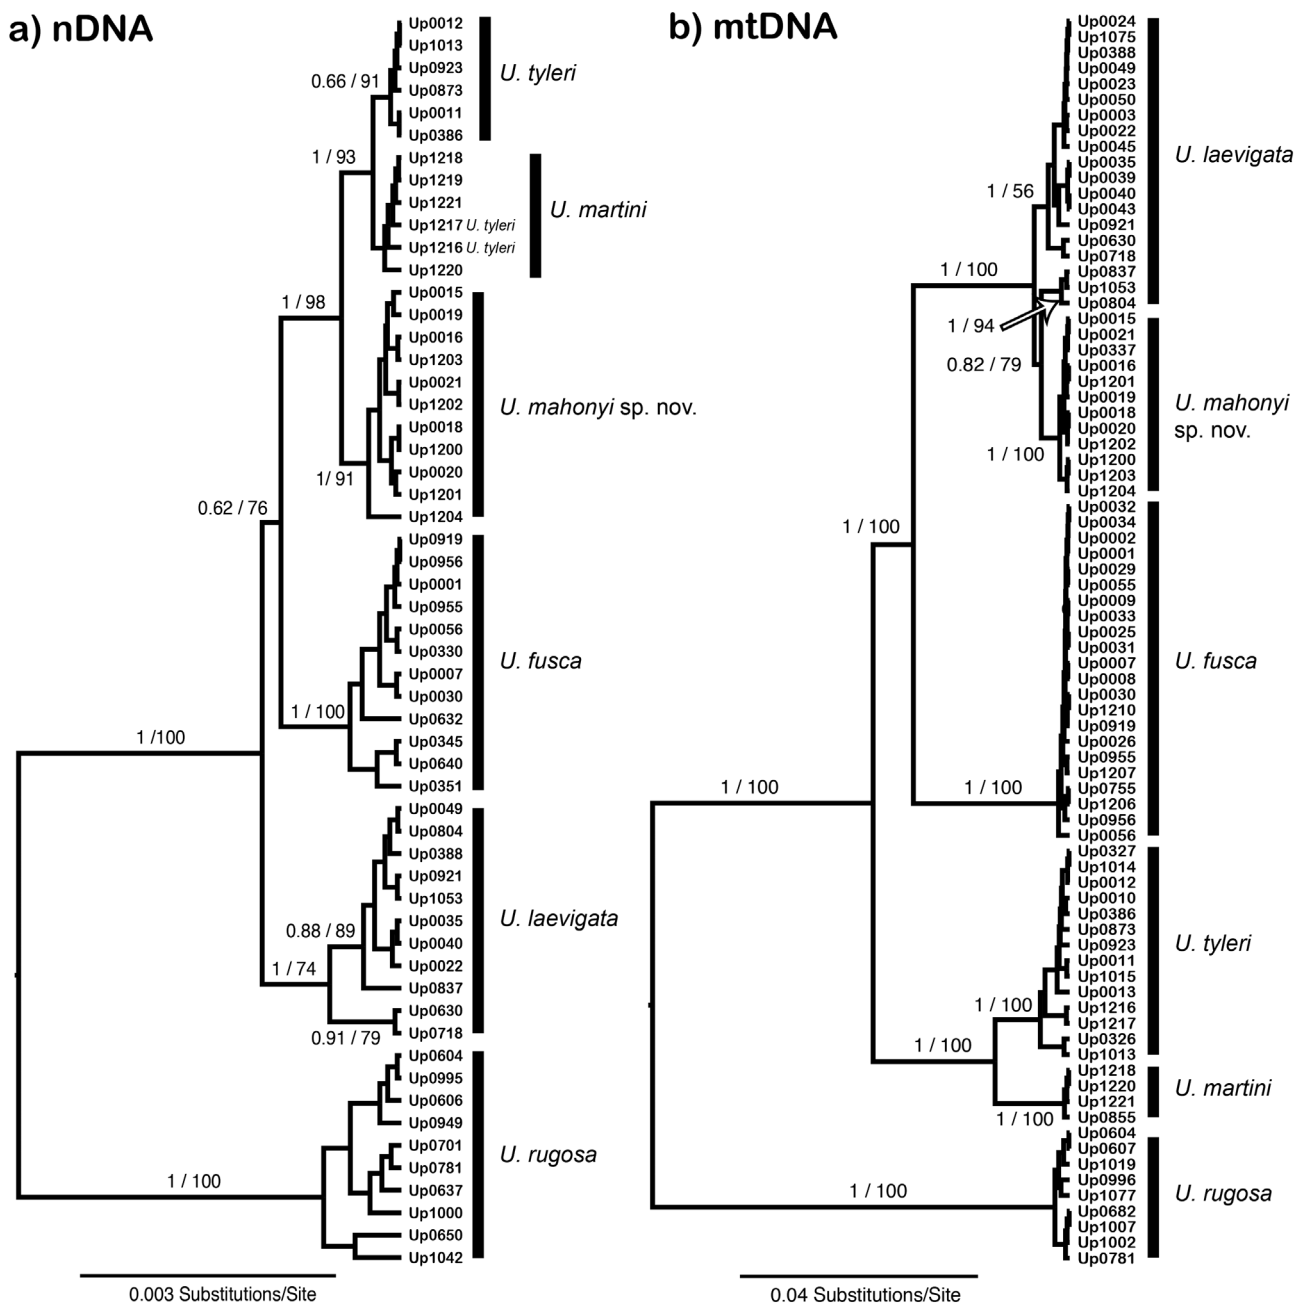 a) nDNA
Up0012
Up1013
Up0923
0.66 / 91
Up0873
Up0011
Up0386
U. tyleri
1 / 93
Up1218
Up1219
Up1221
Up1217 U. tyleri
Up1216 U. tyleri
Up1220
U. martini
1 / 98
Up0015
Up0019
Up0016
Up1203
Up0021
Up1202
Up0018
Up1200
Up0020
1/ 91
Up1201
Up1204
U. mahonyi sp. nov.
0.62 / 76
Up0919
Up0956
Up0001
Up0955
Up0056
Up0330
Up0007
Up0030
1 / 100
Up0632
Up0345
Up0640
Up0351
U. fusca
1 /100
Up0049
Up0804
Up0388
Up0921
Up1053
Up0035
0.88 / 89
Up0040
Up0022
1 / 74
Up0837
Up0630
Up0718
0.91 / 79
U. laevigata
Up0604
Up0995
Up0606
Up0949
Up0701
Up0781
Up0637
Up1000
Up0650
Up1042
U. rugosa
1 / 100
0.003 Substitutions/Site
b) mtDNA
Up0024
Up1075
Up0388
Up0049
Up0023
Up0050
Up0003
Up0022
Up0045
Up0035
Up0039
Up0040
Up0043
Up0921
Up0630
Up0718
Up0837
Up1053
Up0804
U. laevigata
1 / 56
1 / 100
1 / 94
0.82 / 79
Up0015
Up0021
Up0337
Up0016
Up1201
Up0019
Up0018
Up0020
Up1202
Up1200
Up1203
Up1204
U. mahonyi
sp. nov.
1 / 100
1 / 100
Up0032
Up0034
Up0002
Up0001
Up0029
Up0055
Up0009
Up0033
Up0025
Up0031
Up0007
Up0008
Up0030
Up1210
Up0919
Up0026
Up0955
Up1207
Up0755
Up1206
Up0956
Up0056
U. fusca
1 / 100
1 / 100
Up0327
Up1014
Up0012
Up0010
Up0386
Up0873
Up0923
Up0011
Up1015
Up0013
Up1216
Up1217
Up0326
Up1013
U. tyleri
1 / 100
1 / 100
Up1218
Up1220
Up1221
Up0855
U. martini
1 / 100
Up0604
Up0607
Up1019
Up0996
Up1077
Up0682
Up1007
Up1002
Up0781
U. rugosa
1 / 100
0.04 Substitutions/Site